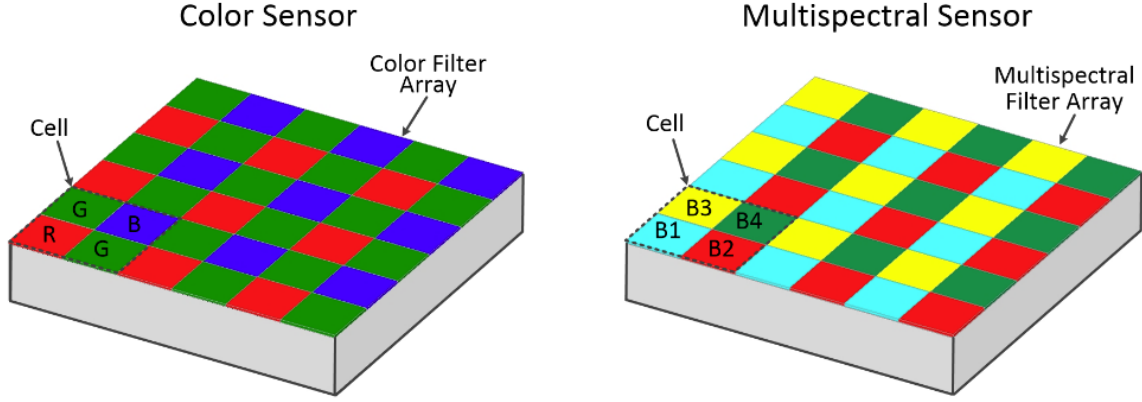 Color Sensor
Color Filter
Array
Cell
G
B
R
G
Multispectral Sensor
Multispectral
Filter Array
Cell
B3
B4
B1
B2